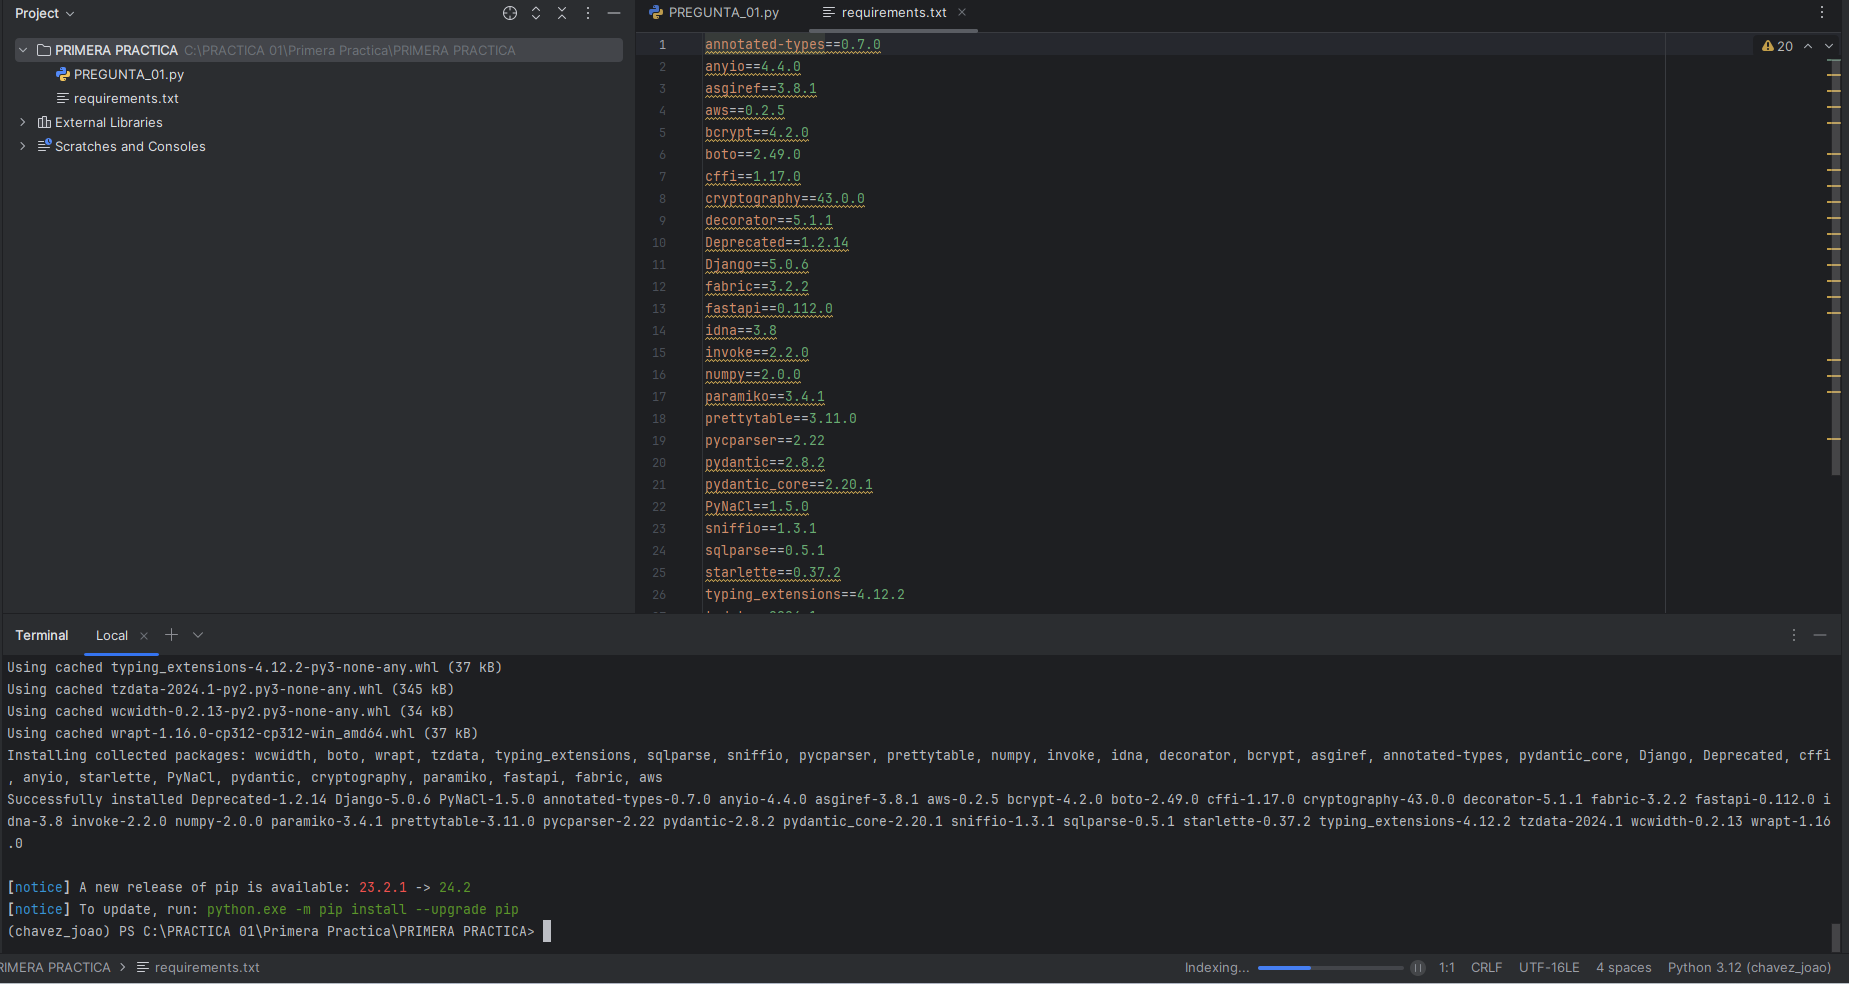 Project
PRIMERA PRACTICA C:\PRACTICA 01\Primera Practica\PRIMERA PRACTICA
PREGUNTA_01.py
requirements.txt
External Libraries
Scratches and Consoles
PREGUNTA_01.py
requirements.txt
20
1 annotated-types==0.7.0
2 anyio==4.4.0
3 asgiref==3.8.1
4 aws==0.2.5
5 bcrypt==4.2.0
6 boto==2.49.0
7 cffi==1.17.0
8 cryptography==43.0.0
9 decorator==5.1.1
10 Deprecated==1.2.14
11 Django==5.0.6
12 fabric==3.2.2
13 fastapi==0.112.0
14 idna==3.8
15 invoke==2.2.0
16 numpy==2.0.0
17 paramiko==3.4.1
18 prettytable==3.11.0
19 pycparser==2.22
20 pydantic==2.8.2
21 pydantic_core==2.20.1
22 PyNaCl==1.5.0
23 sniffio==1.3.1
24 sqlparse==0.5.1
25 starlette==0.37.2
26 typing_extensions==4.12.2
Terminal Local
Using cached typing_extensions-4.12.2-py3-none-any.whl (37 kB)
Using cached tzdata-2024.1-py2.py3-none-any.whl (345 kB)
Using cached wcwidth-0.2.13-py2.py3-none-any.whl (34 kB)
Using cached wrapt-1.16.0-cp312-cp312-win_amd64.whl (37 kB)
Installing collected packages: wcwidth, boto, wrapt, tzdata, typing_extensions, sqlparse, sniffio, pycparser, prettytable, numpy, invoke, idna, decorator, bcrypt, asgiref, annotated-types, pydantic_core, Django, Deprecated, cffi
, anyio, starlette, PyNaCl, pydantic, cryptography, paramiko, fastapi, fabric, aws
Successfully installed Deprecated-1.2.14 Django-5.0.6 PyNaCl-1.5.0 annotated-types-0.7.0 anyio-4.4.0 asgiref-3.8.1 aws-0.2.5 bcrypt-4.2.0 boto-2.49.0 cffi-1.17.0 cryptography-43.0.0 decorator-5.1.1 fabric-3.2.2 fastapi-0.112.0 i
dna-3.8 invoke-2.2.0 numpy-2.0.0 paramiko-3.4.1 prettytable-3.11.0 pycparser-2.22 pydantic-2.8.2 pydantic_core-2.20.1 sniffio-1.3.1 sqlparse-0.5.1 starlette-0.37.2 typing_extensions-4.12.2 tzdata-2024.1 wcwidth-0.2.13 wrapt-1.16
.0
[notice] A new release of pip is available: 23.2.1 -> 24.2
[notice] To update, run: python.exe -m pip install --upgrade pip
(chavez_joao) PS C:\PRACTICA 01\Primera Practica\PRIMERA PRACTICA>
RIMERA PRACTICA > requirements.txt
Indexing... 1:1 CRLF UTF-16LE 4 spaces Python 3.12 (chavez_joao)